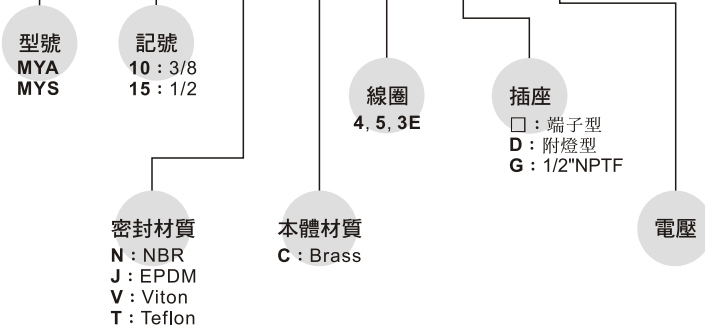 型號
MYA
MYS
記號
10：3/8
15：1/2
線圈
4, 5, 3E
插座
□：端子型
D：附燈型
G：1/2"NPTF
密封材質
N：NBR
J：EPDM
V：Viton
T：Teflon
本體材質
C：Brass
電壓